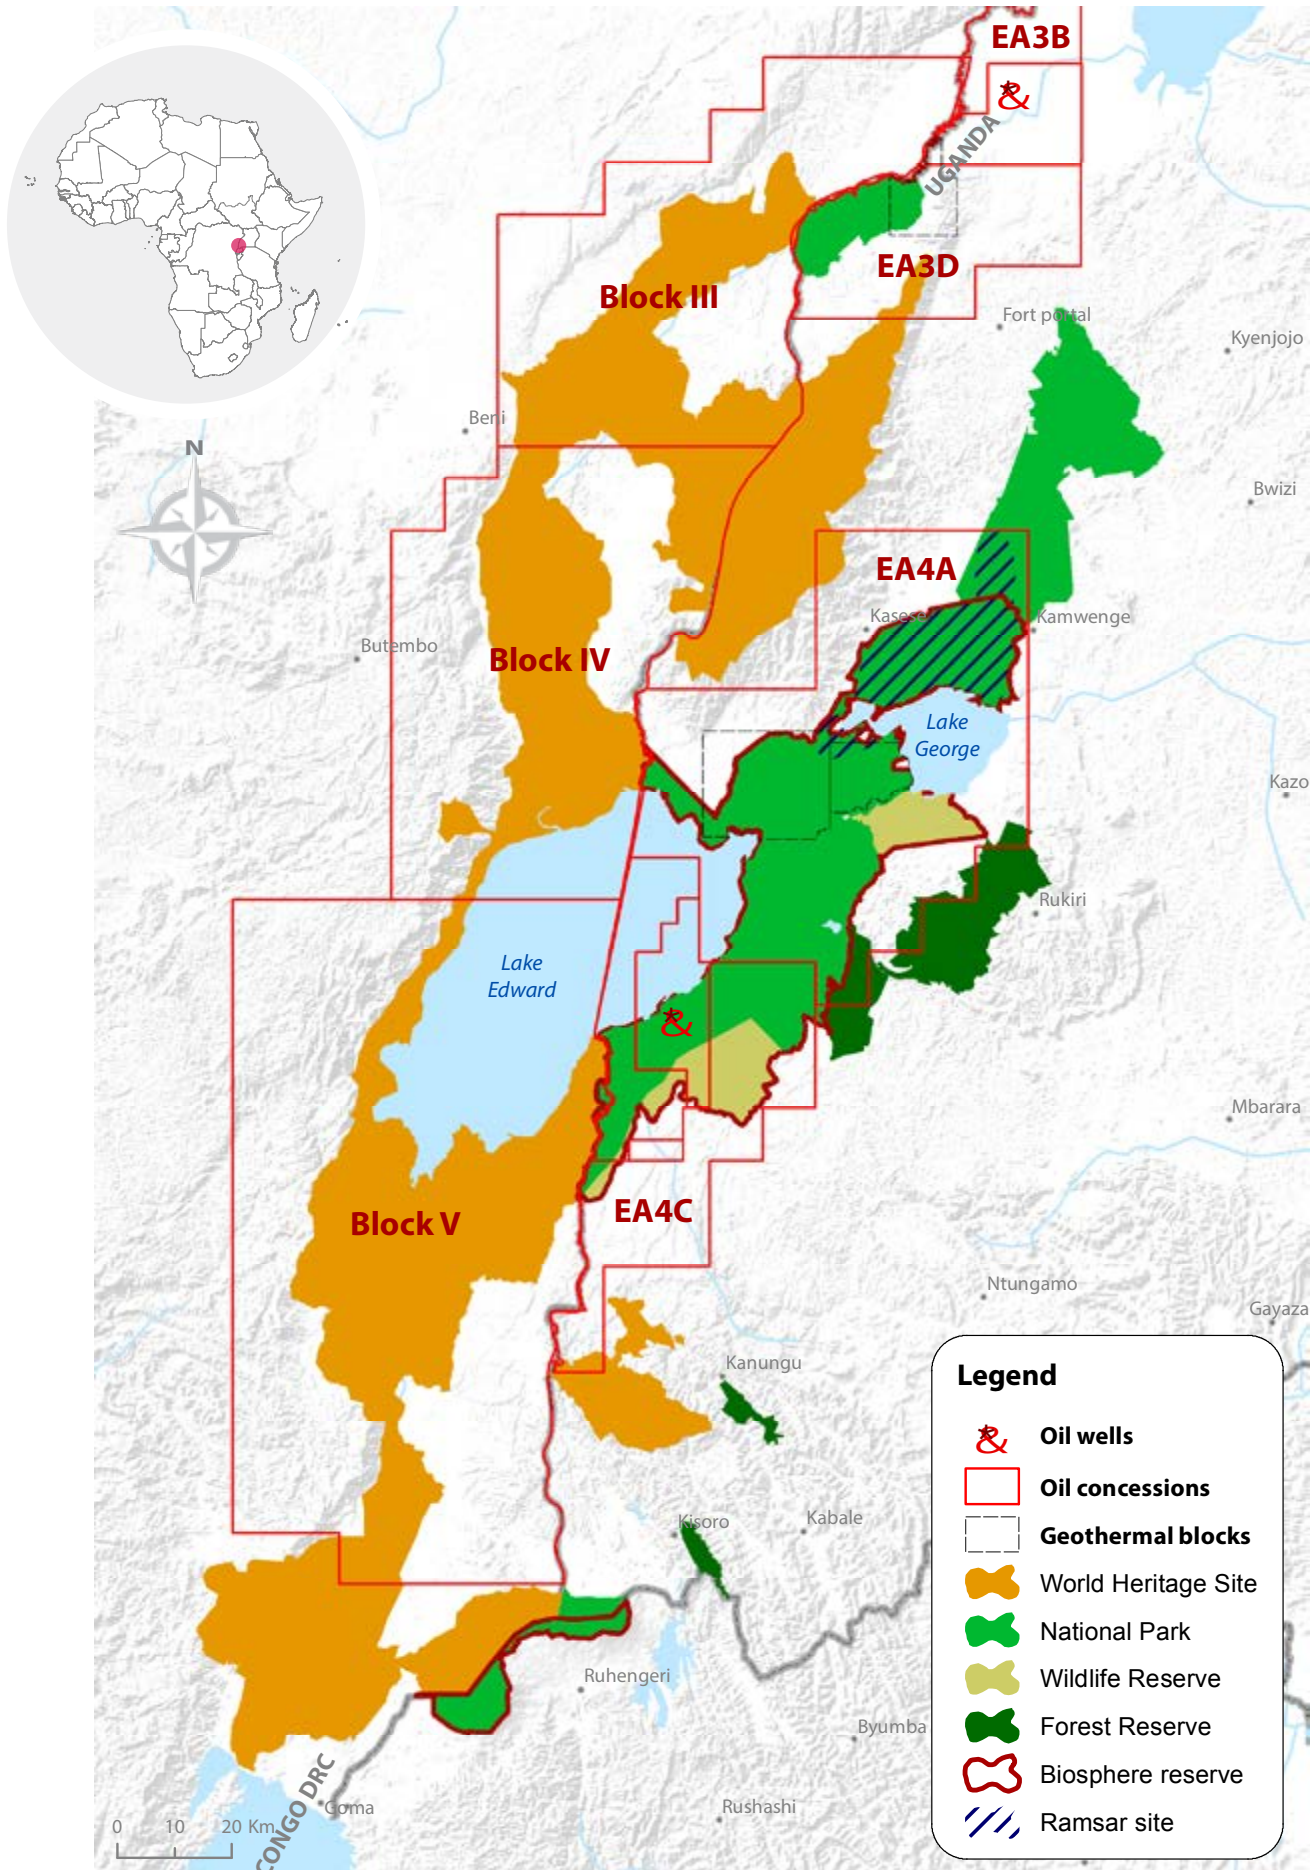 EA3B
UGANDA
EA3D
Block III
Fort portal
Kyenjojo
Beni
N
Bwizi
EA4A
Kasese
Kamwenge
Butembo
Block IV
Lake
George
Kazo
Rukiri
Lake
Edward
Mbarara
Block V
EA4C
Ntungamo
Gayaza
Kanungu
Kisoro
Kabale
Ruhengeri
Byumba
CONGO DRC
Goma
Rushashi
0 10 20 Km
Legend
Oil wells
Oil concessions
Geothermal blocks
World Heritage Site
National Park
Wildlife Reserve
Forest Reserve
Biosphere reserve
Ramsar site